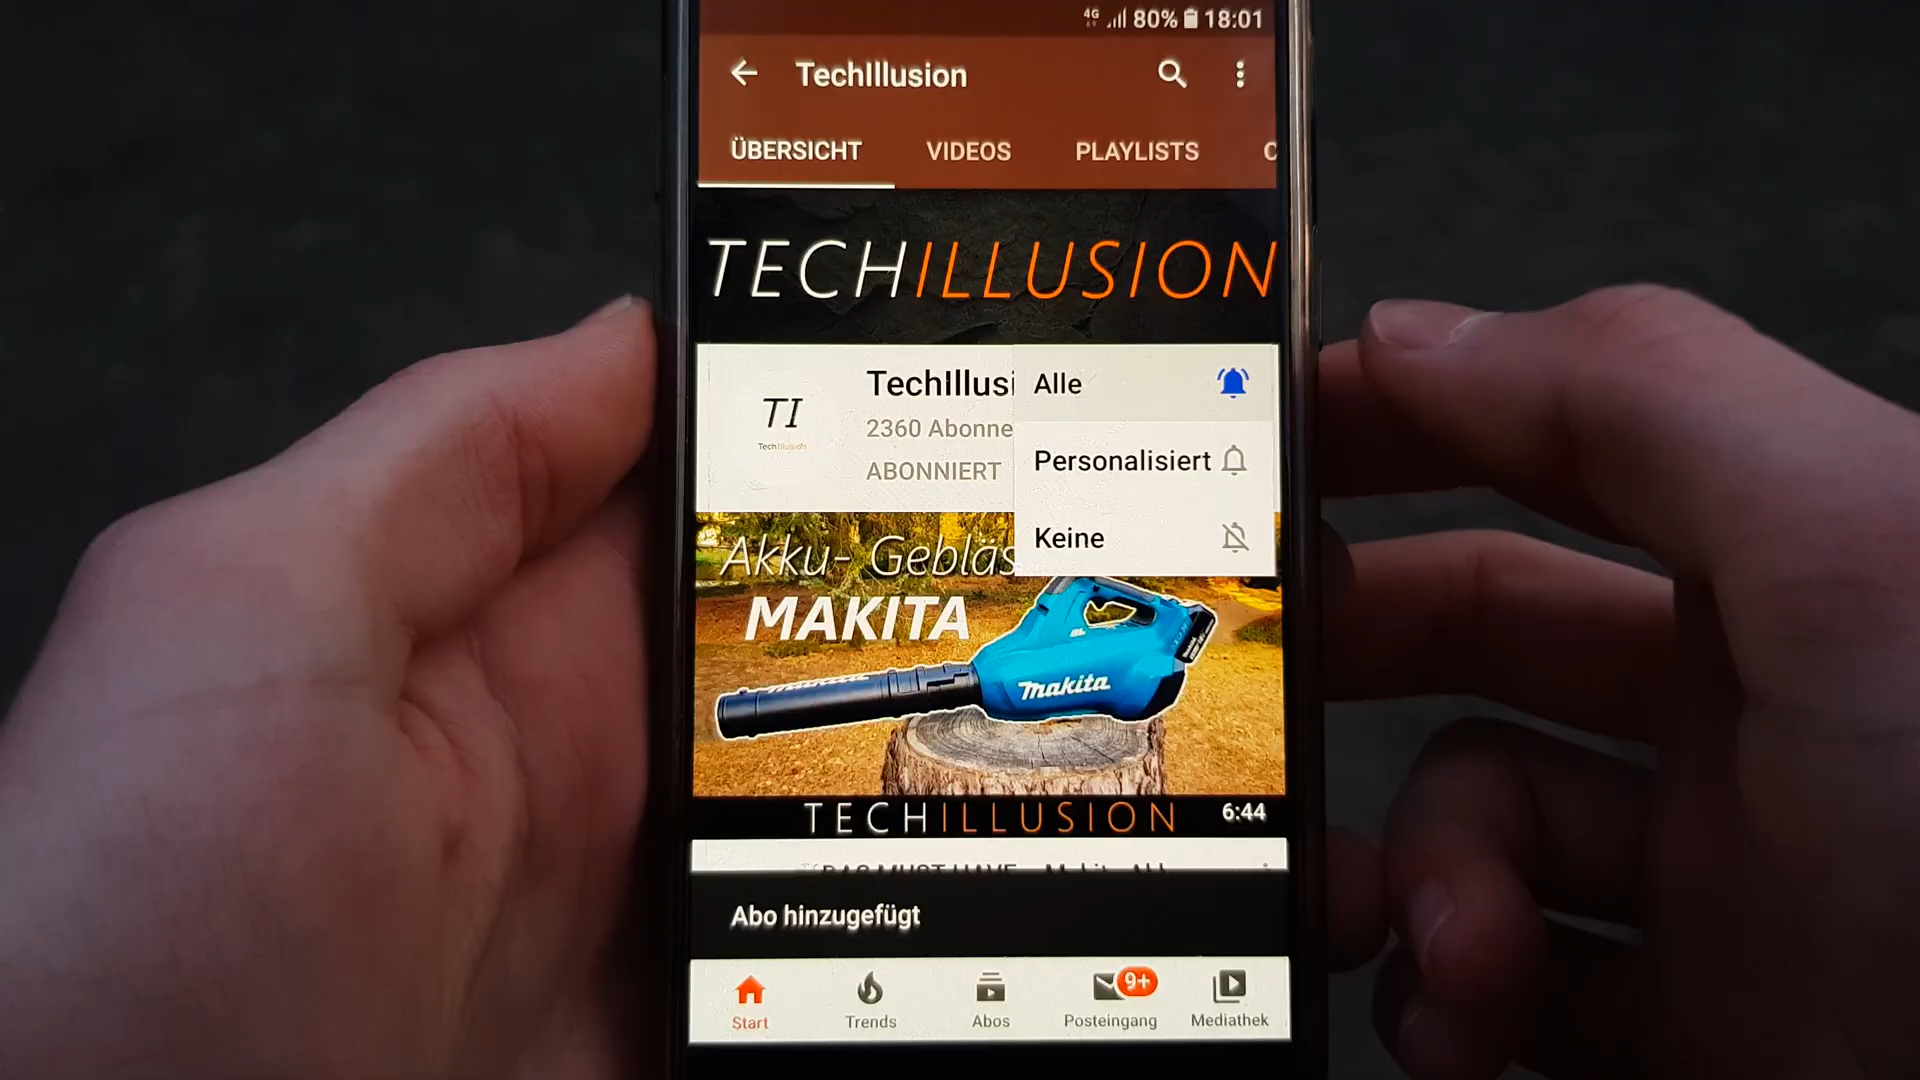 4G 80% 18:01
TechIllusion
ÜBERSICHT VIDEOS PLAYLISTS C
TECHILLUSION
TechIllusi
2360 Abonne
ABONNIERT
TI
TechIllusion
Alle
Personalisiert
Keine
Akku- Gebläs
MAKITA
makita
TECHILLUSION 6:44
Abo hinzugefügt
9+
Start Trends Abos Posteingang Mediathek